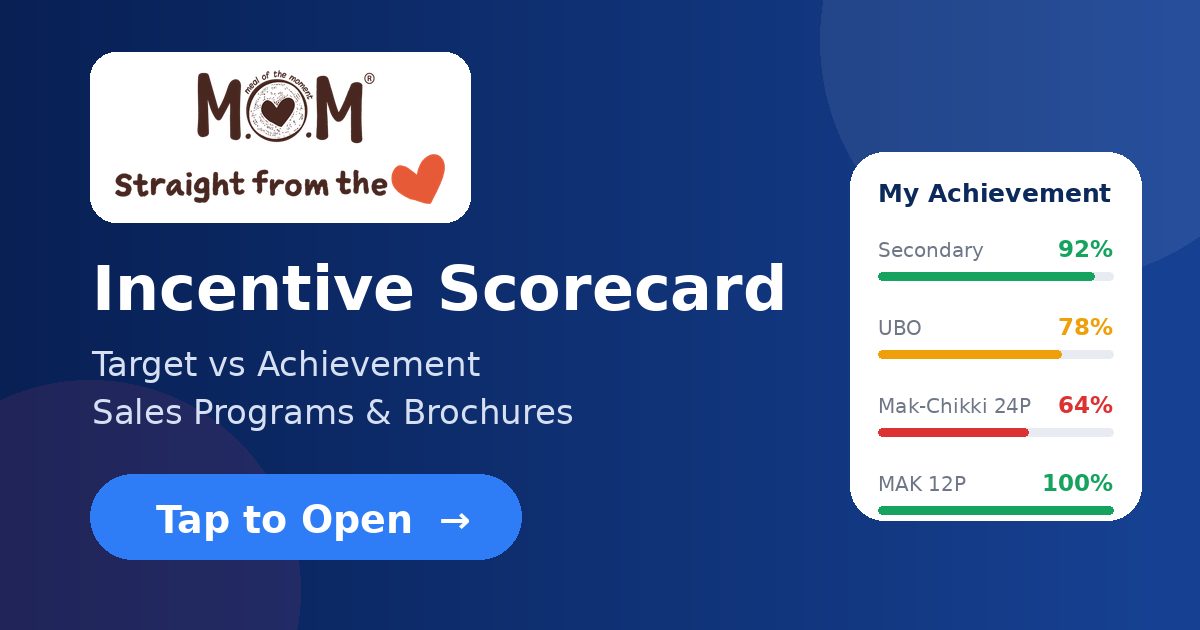 meal of the moment
M.O.M®
Straight from the
Incentive Scorecard
Target vs Achievement
Sales Programs & Brochures
Tap to Open →
My Achievement
Secondary 92%
UBO 78%
Mak-Chikki 24P 64%
MAK 12P 100%